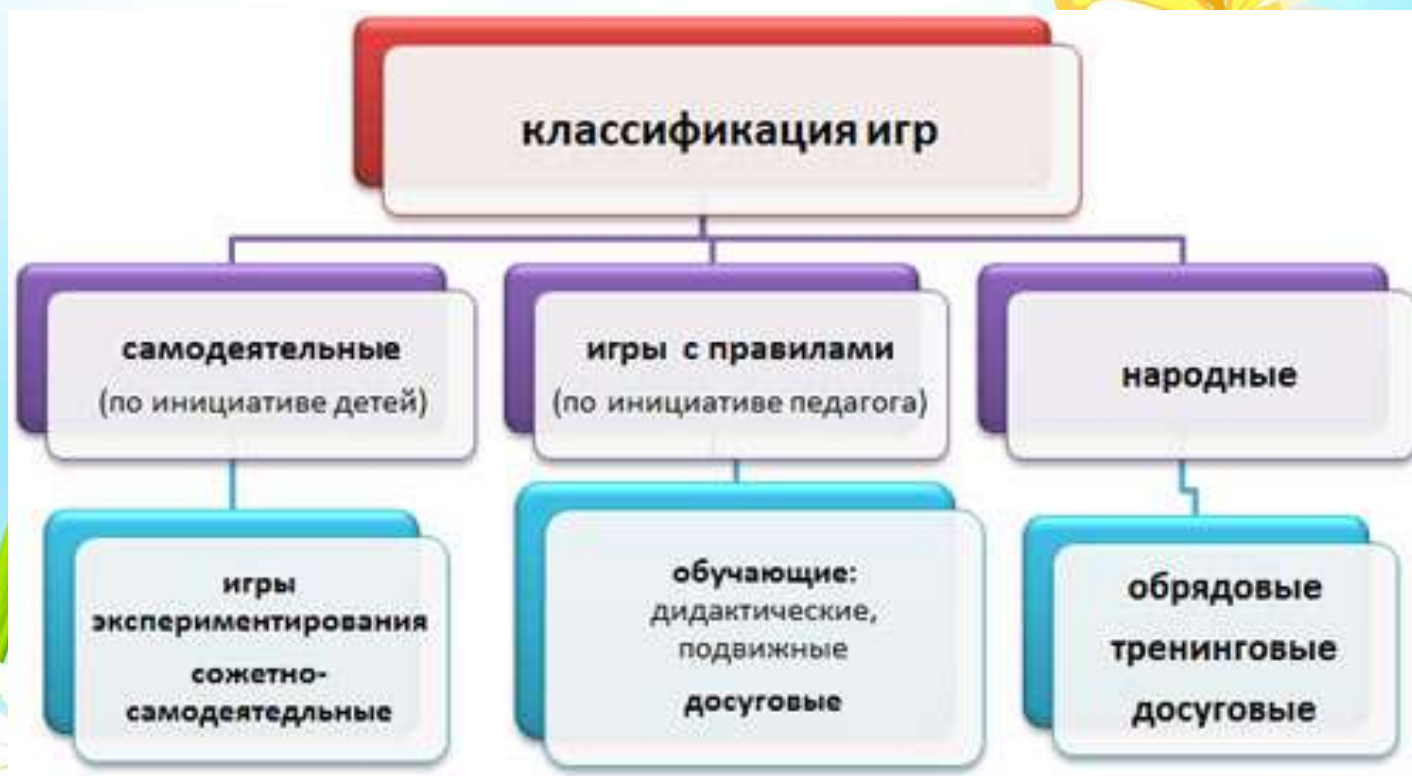 классификация игр
самодеятельные
(по инициативе детей)
игры с правилами
(по инициативе педагога)
народные
игры
экспериментирования
сожетно-
самодеятедльные
обучающие:
дидактические,
подвижные
досуговые
обрядовые
тренинговые
досуговые